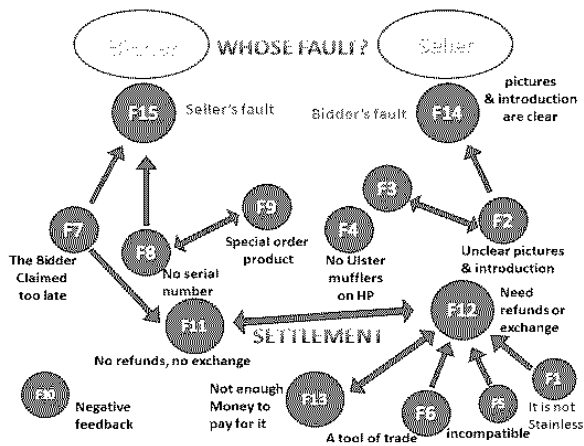 Bidder WHOSE FAULT? Seller
F15 Seller's fault
Bidder's fault F14
pictures
& introduction
are clear
F7
The Bidder
Claimed
too late
F8
No serial
number
F9
Special order
product
F3
F4
No Ulster
mufflers
on HP
F2
Unclear pictures
& introduction
F11
No refunds, no exchange
SETTLEMENT
F12
Need
refunds or
exchange
F10
Negative
feedback
Not enough
Money to
pay for it
F13
F6
A tool of trade
F5
incompatible
F1
It is not
Stainless